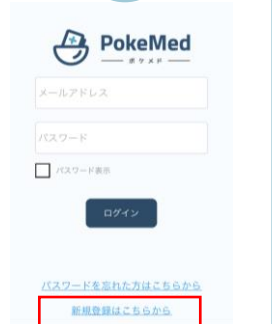 PokeMed
ポケメド
メールアドレス
パスワード
パスワード表示
ログイン
パスワードを忘れた方はこちらから
新規登録はこちらから